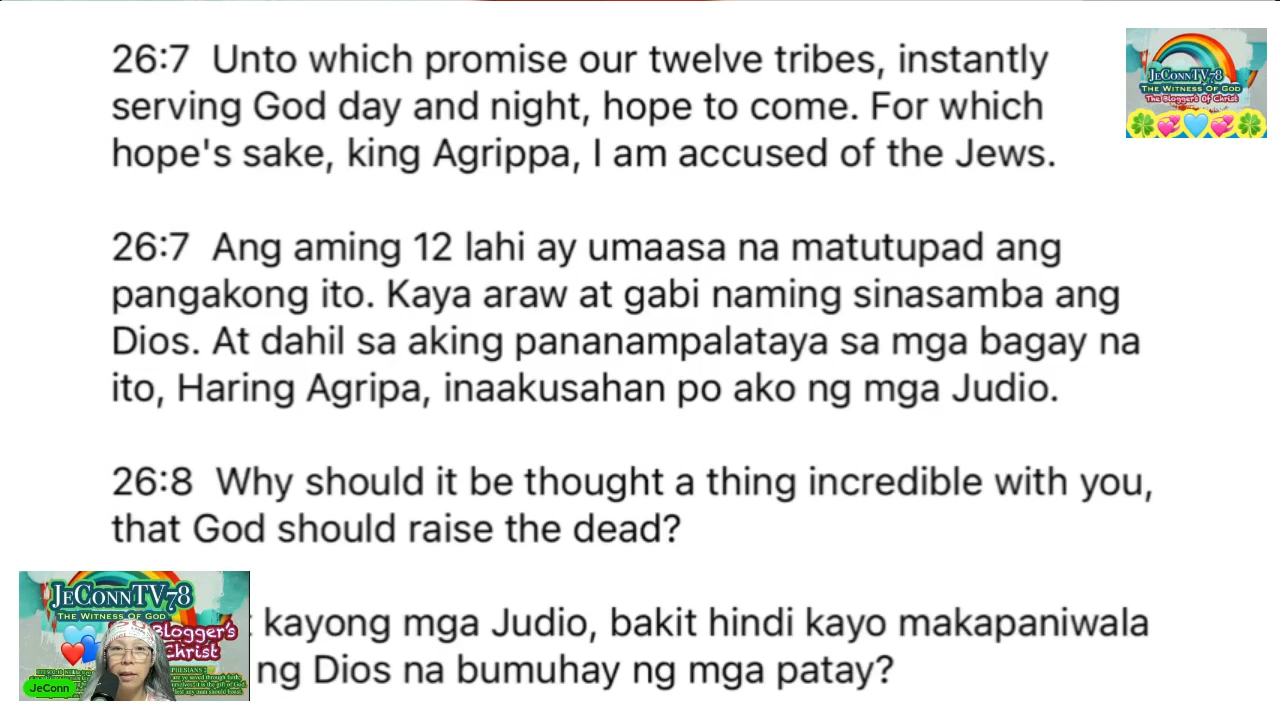 26:7 Unto which promise our twelve tribes, instantly
serving God day and night, hope to come. For which
hope's sake, king Agrippa, I am accused of the Jews.
26:7 Ang aming 12 lahi ay umaasa na matutupad ang
pangakong ito. Kaya araw at gabi naming sinasamba ang
Dios. At dahil sa aking pananampalataya sa mga bagay na
ito, Haring Agripa, inaakusahan po ako ng mga Judio.
26:8 Why should it be thought a thing incredible with you,
that God should raise the dead?
kayong mga Judio, bakit hindi kayo makapaniwala
ng Dios na bumuhay ng mga patay?
JeConnTV78
The Witness Of God
The Blogger's Of Christ
JeConnTV78
The Witness Of God
Blogger's
Christ
JeConn